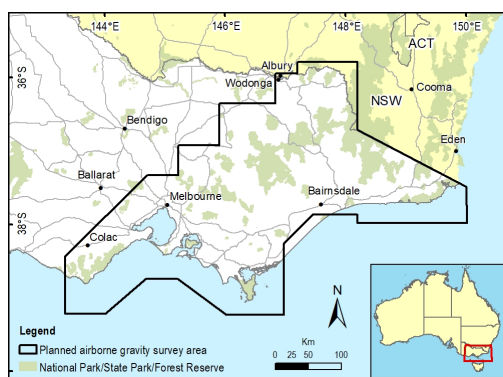 144°E
146°E
148°E
150°E
ACT
Albury
36°S
Wodonga
Cooma
NSW
Bendigo
Eden
Ballarat
Melbourne
Bairnsdale
38°S
Colac
N
Legend
Km
Planned airborne gravity survey area
0 25 50 100
National Park/State Park/Forest Reserve